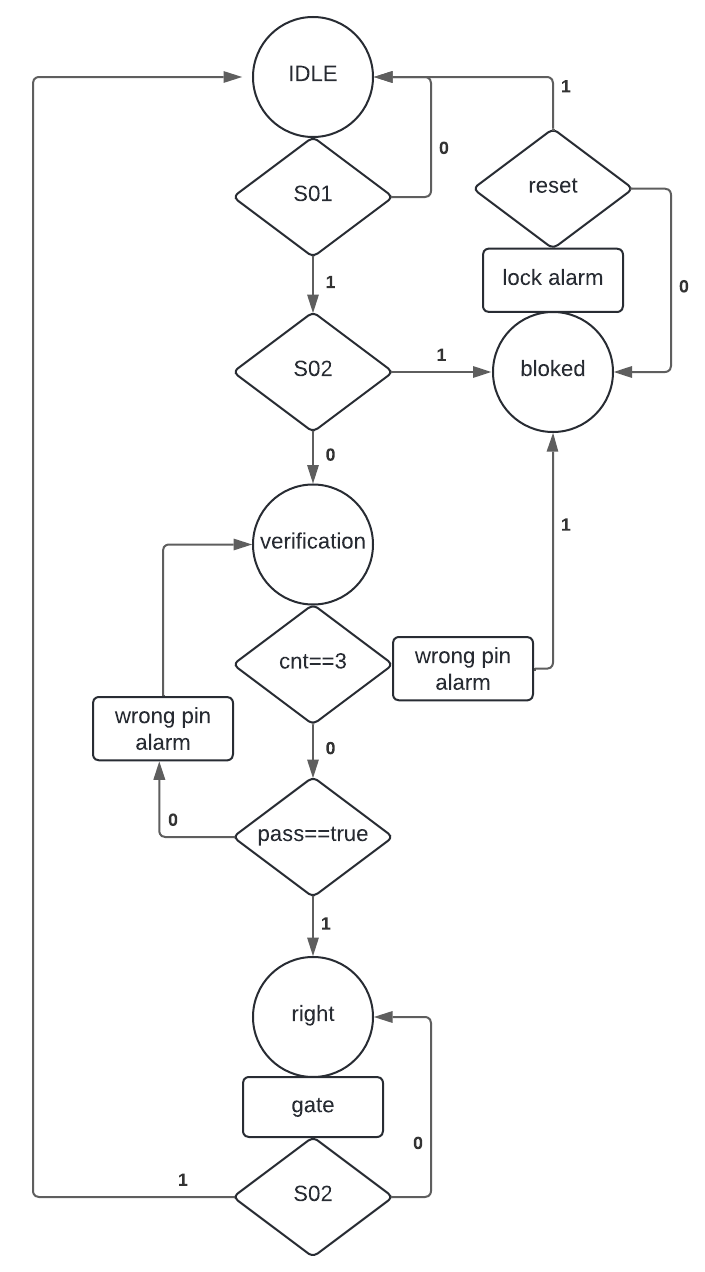 IDLE
1
0
reset
S01
lock alarm
1
0
S02
1
bloked
0
1
verification
cnt==3
wrong pin
alarm
wrong pin
alarm
0
0
pass==true
1
right
gate
0
1
S02